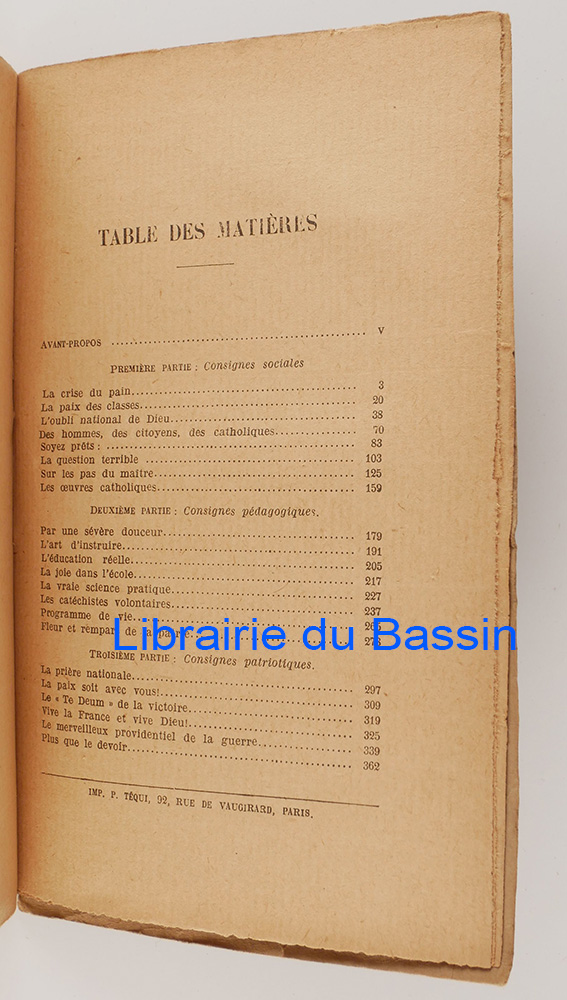 TABLE DES MATIÈRES
AVANT-PROPOS ........ V
PREMIÈRE PARTIE : Consignes sociales
La crise du pain........ 3
La paix des classes........ 20
L'oubli national de Dieu........ 38
Des hommes, des citoyens, des catholiques........ 70
Soyez prêts : ........ 83
La question terrible ........ 103
Sur les pas du maître........ 125
Les œuvres catholiques........ 159
DEUXIÈME PARTIE : Consignes pédagogiques.
Par une sévère douceur........ 179
L'art d'instruire........ 191
L'éducation réelle........ 205
La joie dans l'école........ 217
La vraie science pratique........ 227
Les catéchistes volontaires........ 237
Programme de vie........ 265
Fleur et rempart de la patrie
Librairie du Bassin
TROISIÈME PARTIE : Consignes patriotiques.
La prière nationale........ 297
La paix soit avec vous!........ 309
Le « Te Deum » de la victoire........ 319
Vive la France et vive Dieu!........ 325
Le merveilleux providentiel de la guerre........ 339
Plus que le devoir........ 362
IMP. P. TÉQUI, 92, RUE DE VAUGIRARD, PARIS.